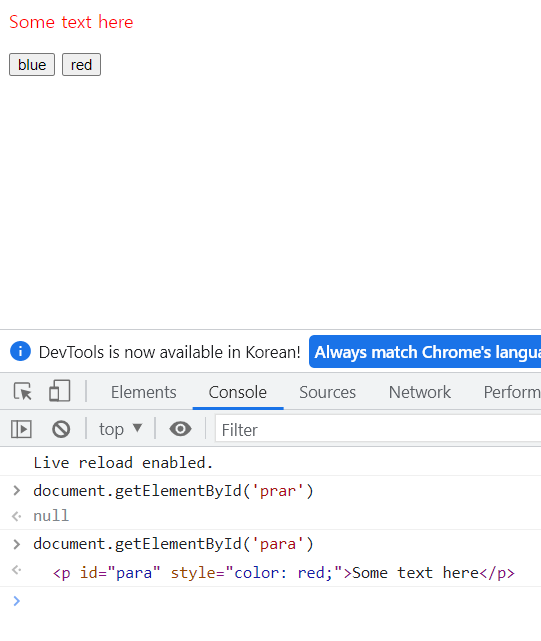 Some text here
blue red
DevTools is now available in Korean! Always match Chrome's langua
Elements Console Sources Network Perform
top Filter
Live reload enabled.
document.getElementById('prar')
null
document.getElementById('para')
<p id="para" style="color: red;">Some text here</p>